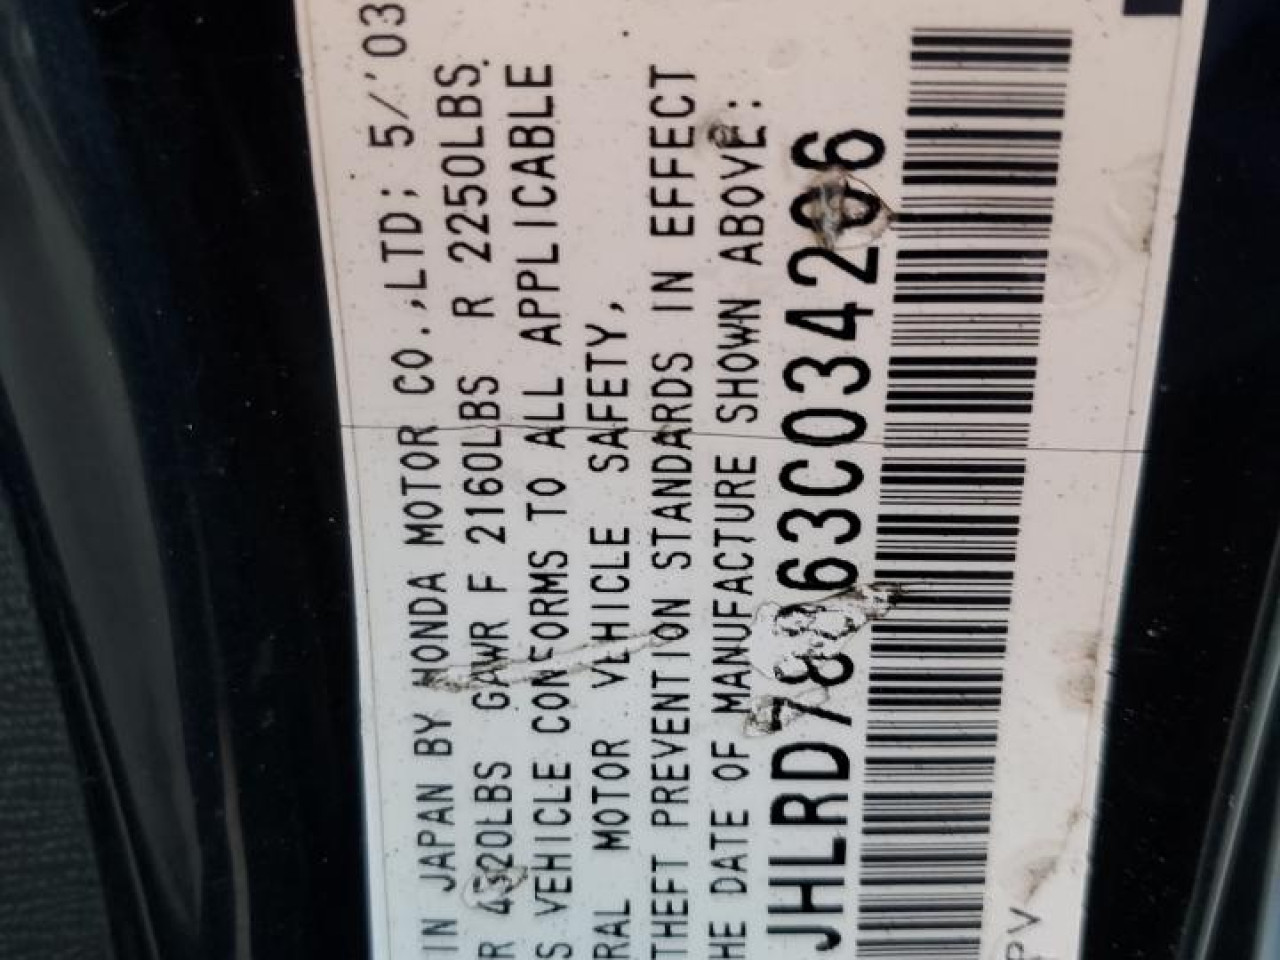 IN JAPAN BY HONDA MOTOR CO.,LTD; 5/'03
R GAWR F 2160LBS R 2250LBS.
S VEHICLE CONFORMS TO ALL APPLICABLE
RAL MOTOR VEHICLE SAFETY,
THEFT PREVENTION STANDARDS IN EFFECT
HE DATE OF MANUFACTURE SHOWN ABOVE:
JHLRD78863C034206
PV